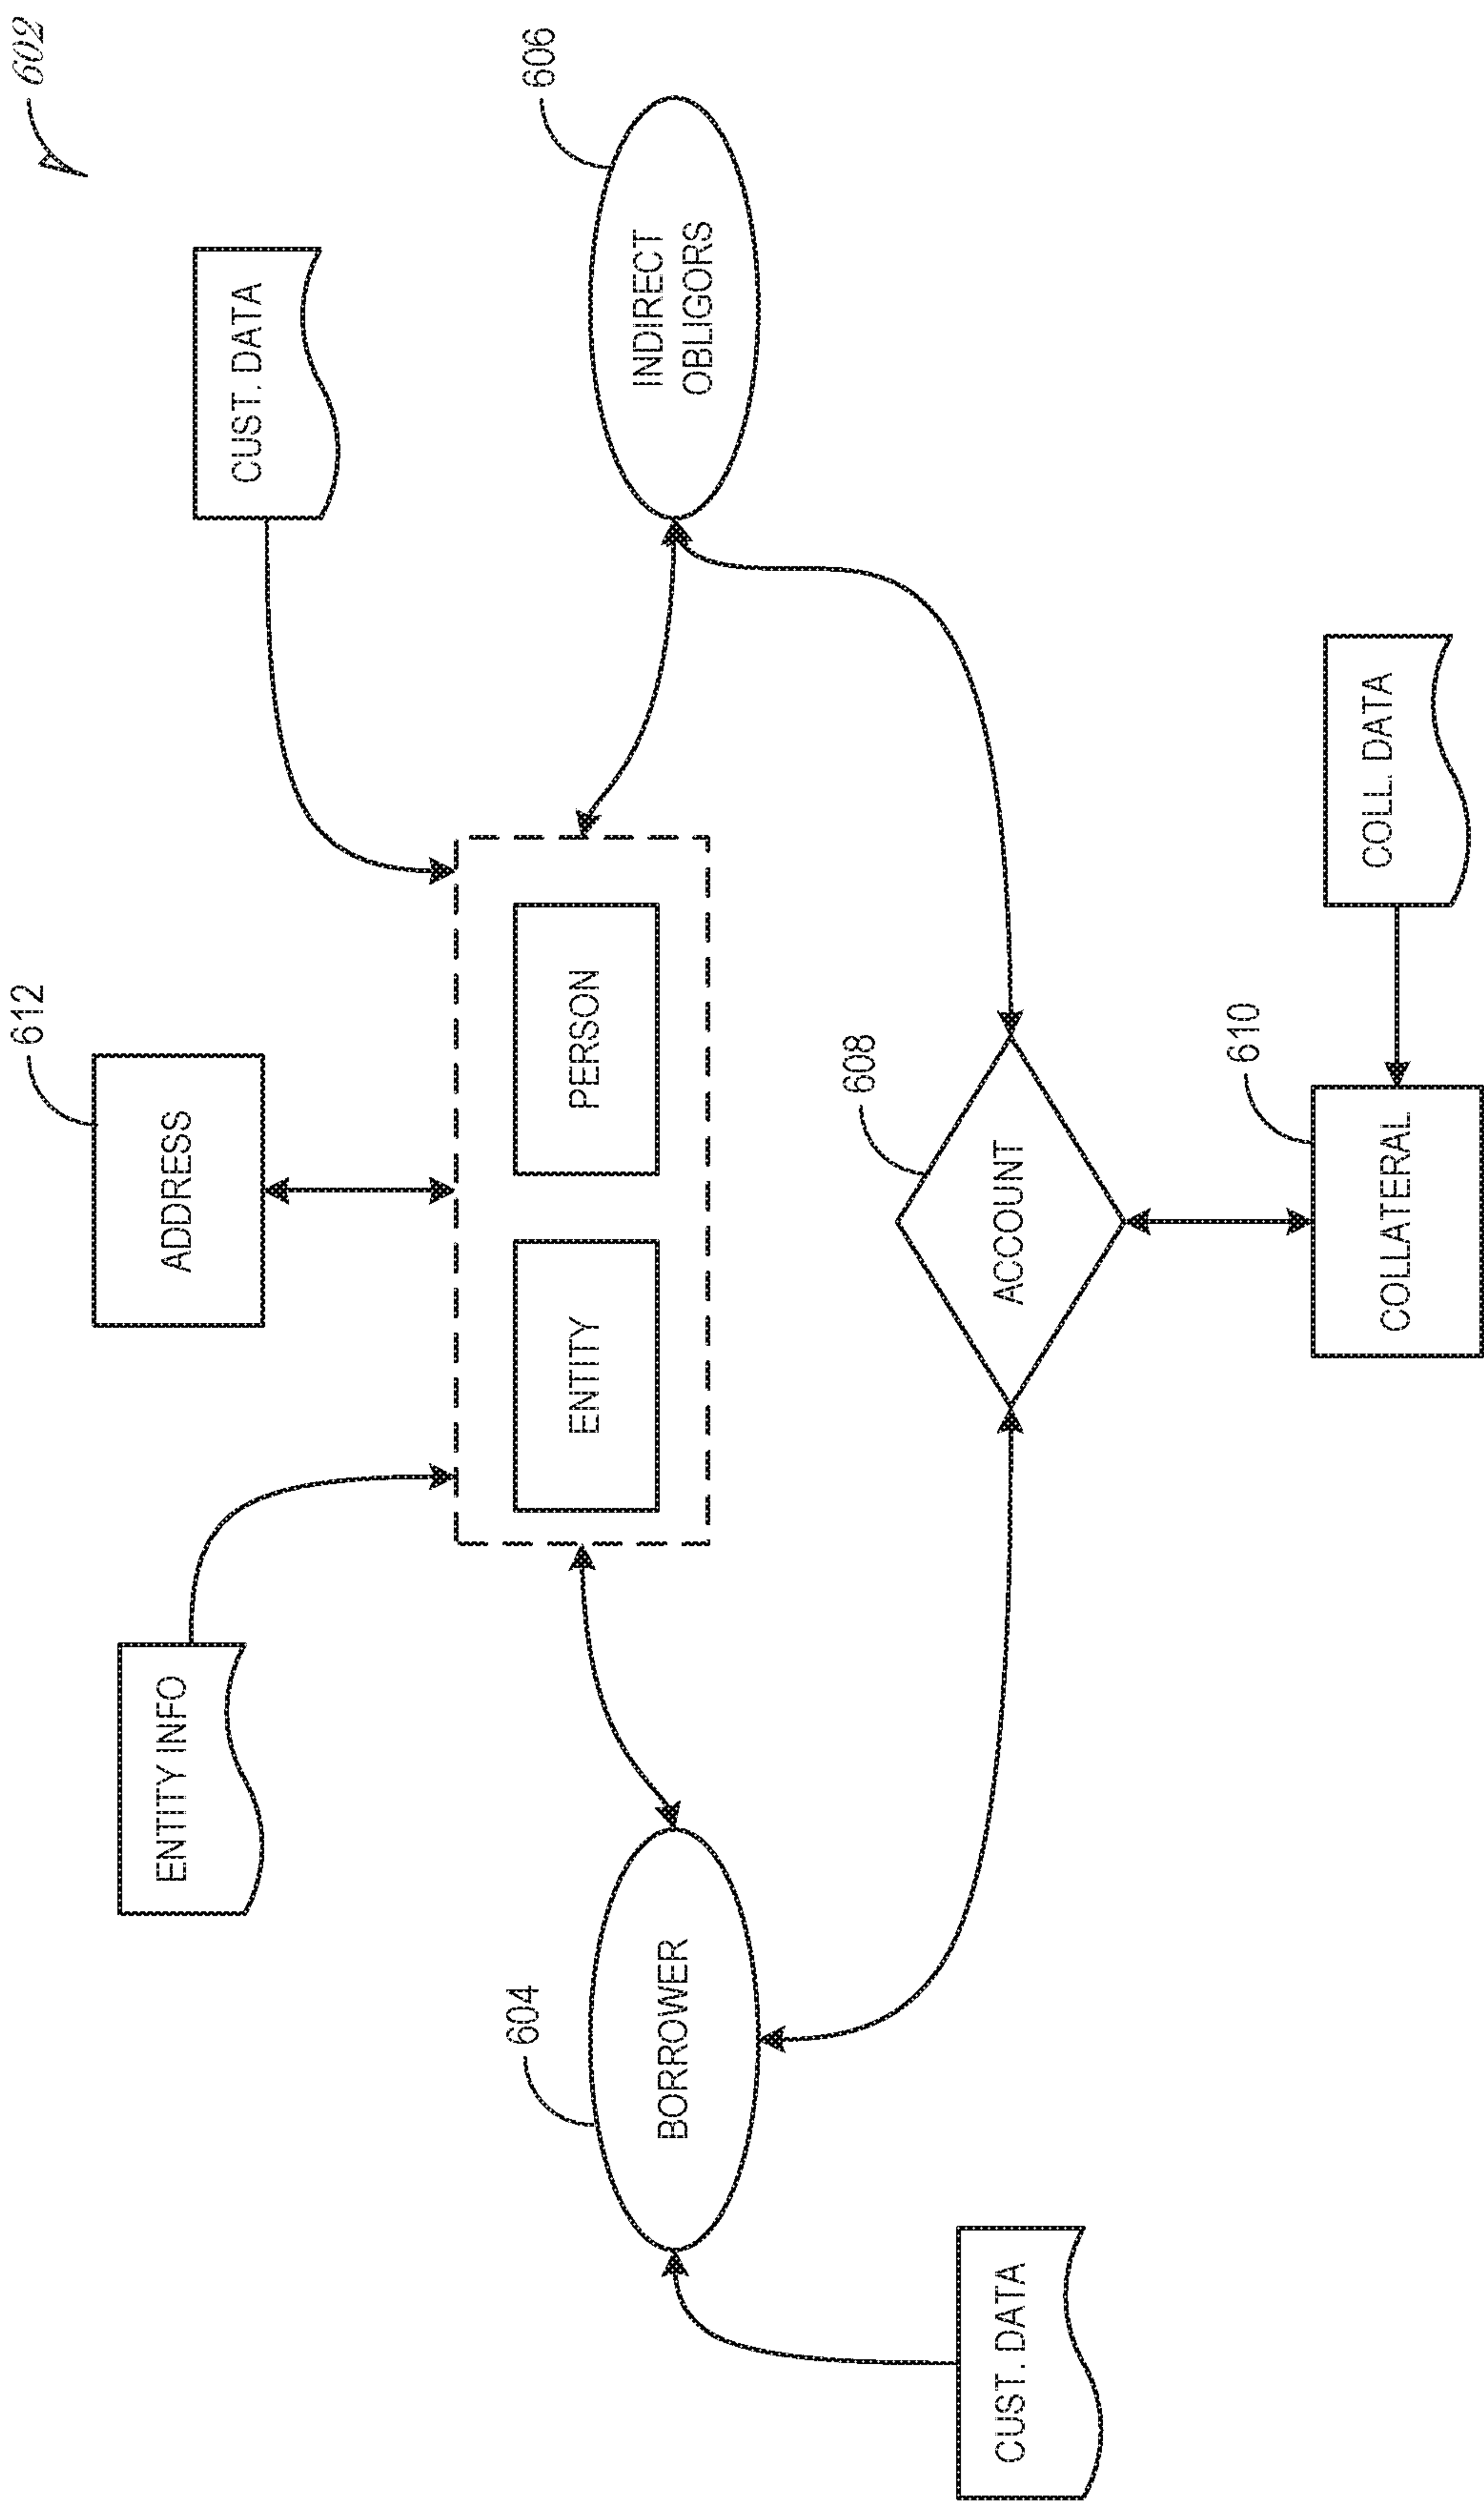 602
612
ADDRESS
ENTITY INFO
CUST. DATA
604
606
BORROWER
ENTITY
PERSON
INDIRECT
OBLIGORS
608
ACCOUNT
CUST. DATA
610
COLLATERAL
COLL. DATA